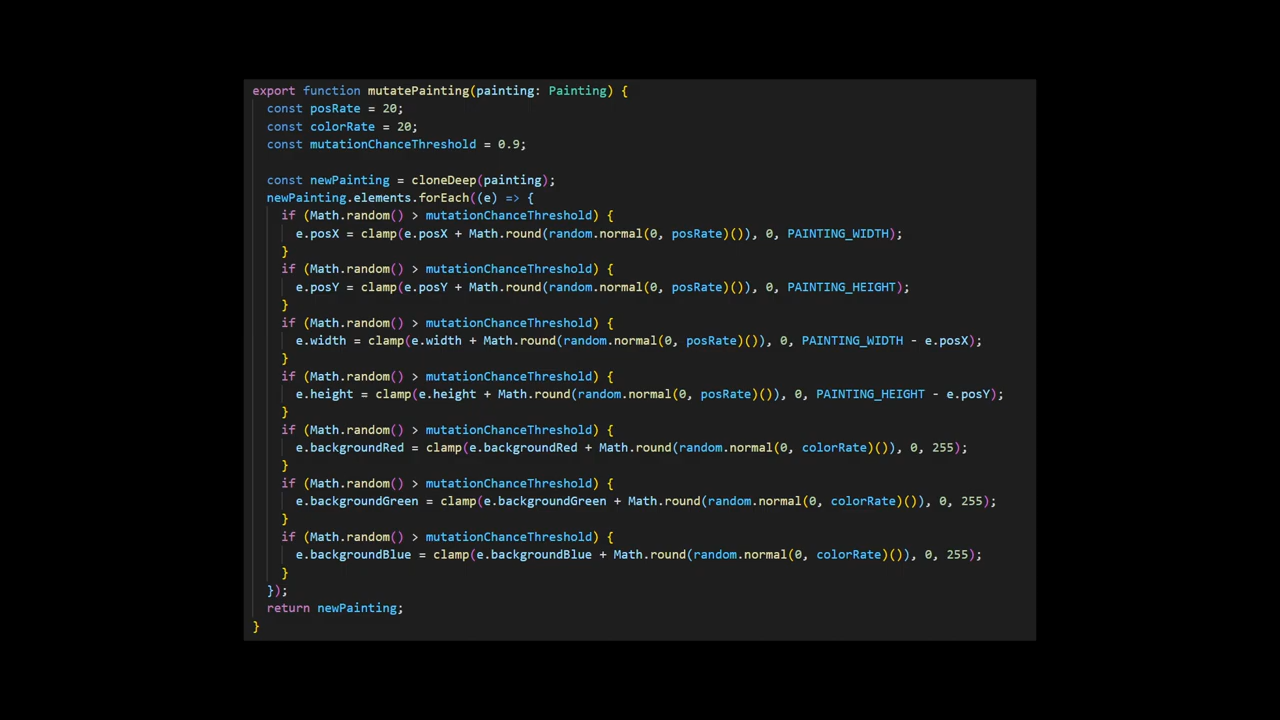 export function mutatePainting(painting: Painting) {
  const posRate = 20;
  const colorRate = 20;
  const mutationChanceThreshold = 0.9;

  const newPainting = cloneDeep(painting);
  newPainting.elements.forEach((e) => {
    if (Math.random() > mutationChanceThreshold) {
      e.posX = clamp(e.posX + Math.round(random.normal(0, posRate)()), 0, PAINTING_WIDTH);
    }
    if (Math.random() > mutationChanceThreshold) {
      e.posY = clamp(e.posY + Math.round(random.normal(0, posRate)()), 0, PAINTING_HEIGHT);
    }
    if (Math.random() > mutationChanceThreshold) {
      e.width = clamp(e.width + Math.round(random.normal(0, posRate)()), 0, PAINTING_WIDTH - e.posX);
    }
    if (Math.random() > mutationChanceThreshold) {
      e.height = clamp(e.height + Math.round(random.normal(0, posRate)()), 0, PAINTING_HEIGHT - e.posY);
    }
    if (Math.random() > mutationChanceThreshold) {
      e.backgroundRed = clamp(e.backgroundRed + Math.round(random.normal(0, colorRate)()), 0, 255);
    }
    if (Math.random() > mutationChanceThreshold) {
      e.backgroundGreen = clamp(e.backgroundGreen + Math.round(random.normal(0, colorRate)()), 0, 255);
    }
    if (Math.random() > mutationChanceThreshold) {
      e.backgroundBlue = clamp(e.backgroundBlue + Math.round(random.normal(0, colorRate)()), 0, 255);
    }
  });
  return newPainting;
}